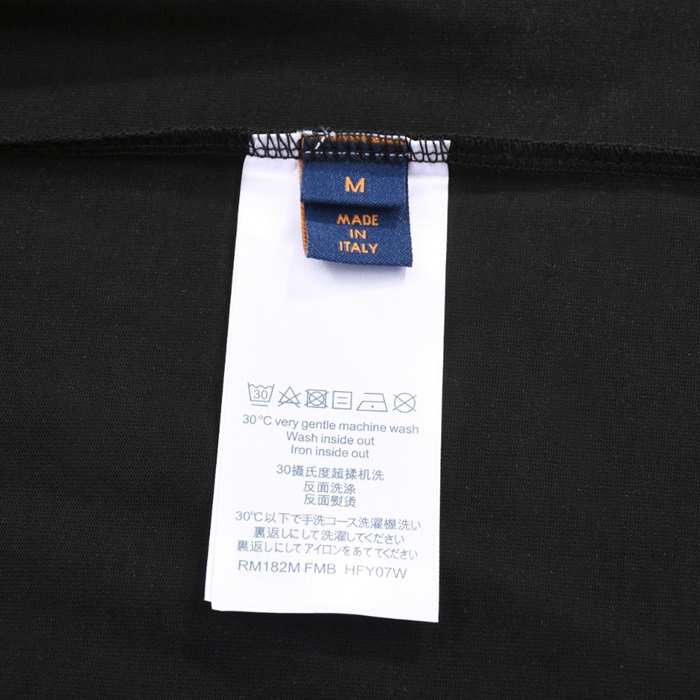 M
MADE
IN
ITALY
30
30°C very gentle machine wash
Wash inside out
Iron inside out
30摄氏度超揉机洗
反面洗涤
反面熨烫
30℃以下で手洗コース洗濯機洗い
裏返しにして洗濯してください
裏返しにしてアイロンをあててください
RM182M FMB HFY07W